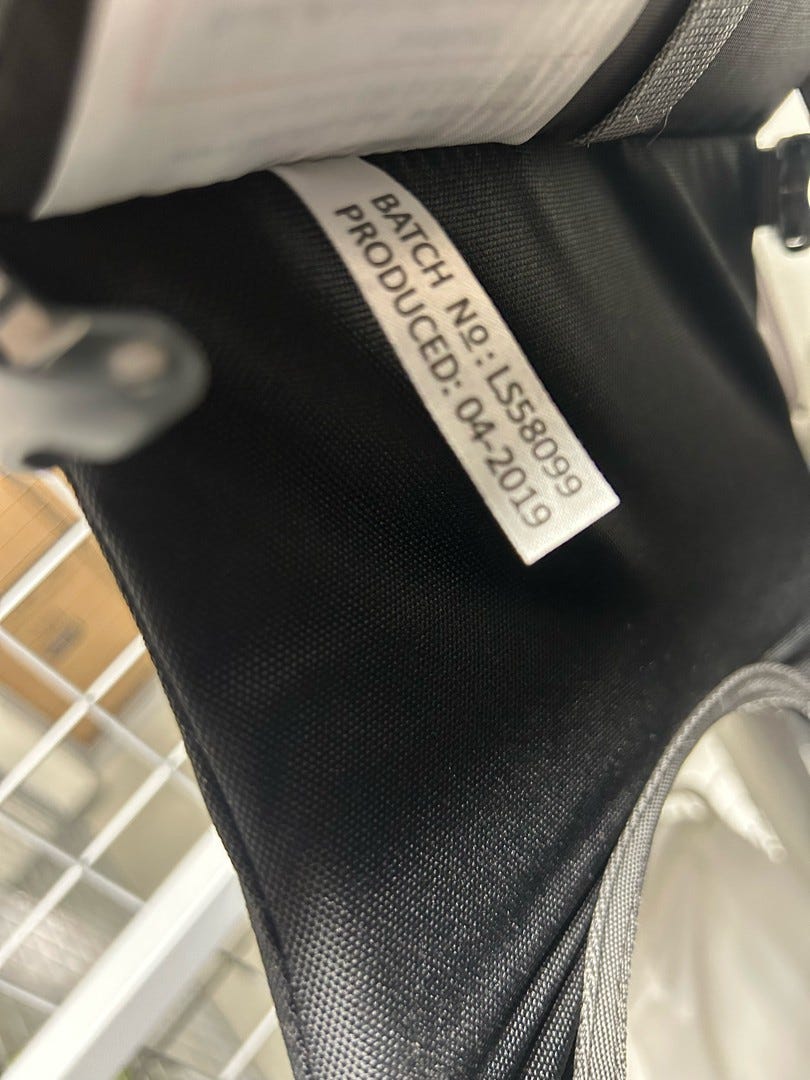 BATCH №: LS58099
PRODUCED: 04-2019